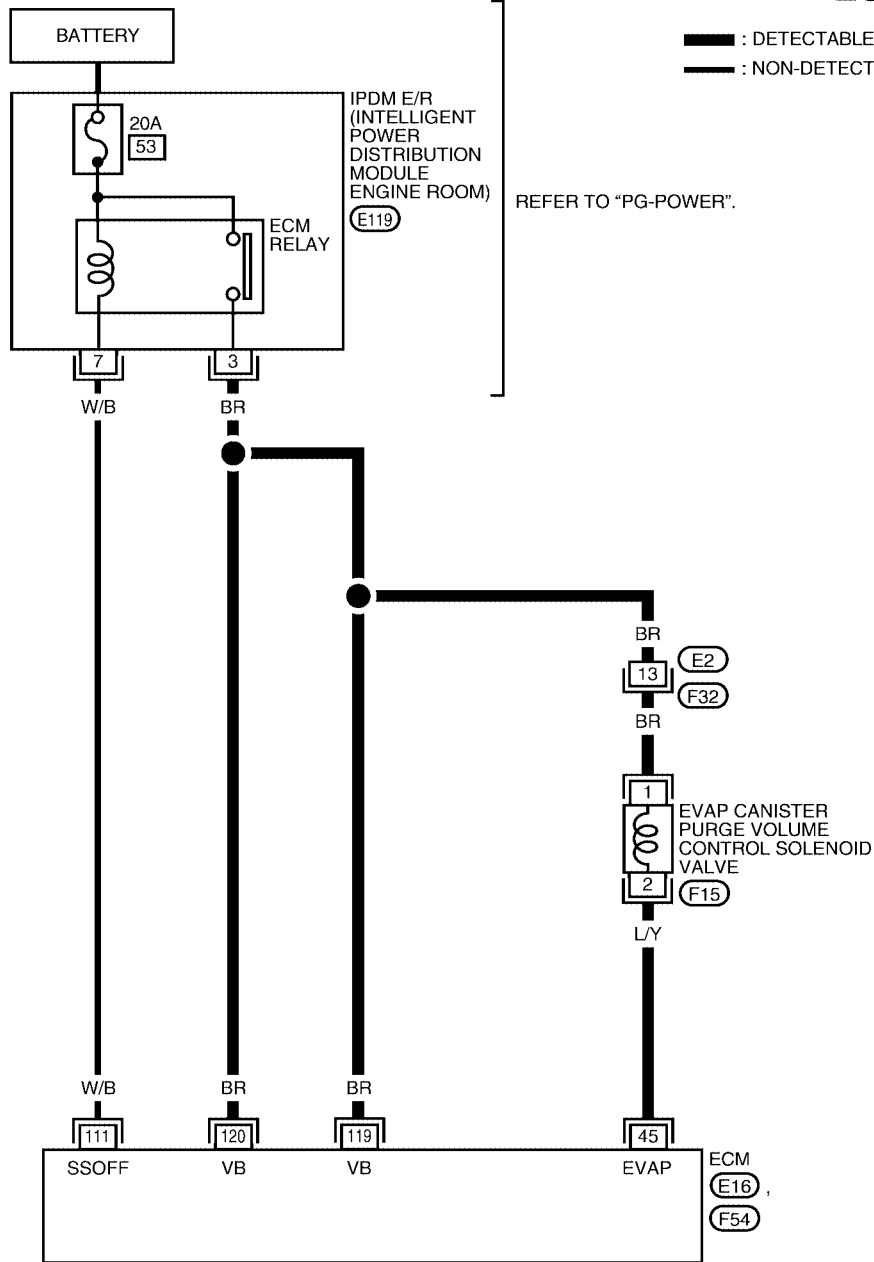 BATTERY
: DETECTABLE
: NON-DETECT
20A
53
IPDM E/R
(INTELLIGENT
POWER
DISTRIBUTION
MODULE
ENGINE ROOM)
E119
REFER TO “PG-POWER”.
ECM
RELAY
7
3
W/B
BR
BR
13
E2
F32
BR
1
EVAP CANISTER
PURGE VOLUME
CONTROL SOLENOID
VALVE
2
F15
L/Y
W/B
BR
BR
111
120
119
45
SSOFF
VB
VB
EVAP
ECM
E16 ,
F54